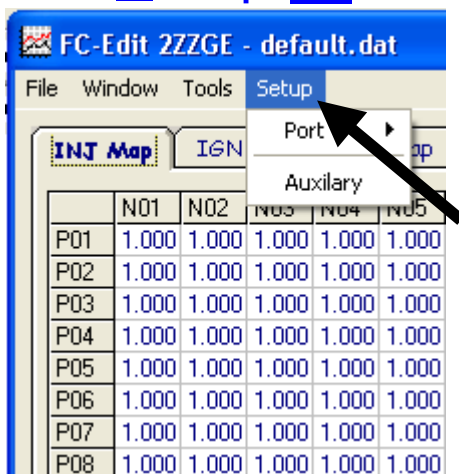 FC-Edit 2ZZGE - default.dat
File Window Tools Setup
Port
INJ Map IGN ap
Auxilary
N01 N02 N03 N04 N05
P01 1.000 1.000 1.000 1.000 1.000
P02 1.000 1.000 1.000 1.000 1.000
P03 1.000 1.000 1.000 1.000 1.000
P04 1.000 1.000 1.000 1.000 1.000
P05 1.000 1.000 1.000 1.000 1.000
P06 1.000 1.000 1.000 1.000 1.000
P07 1.000 1.000 1.000 1.000 1.000
P08 1.000 1.000 1.000 1.000 1.000